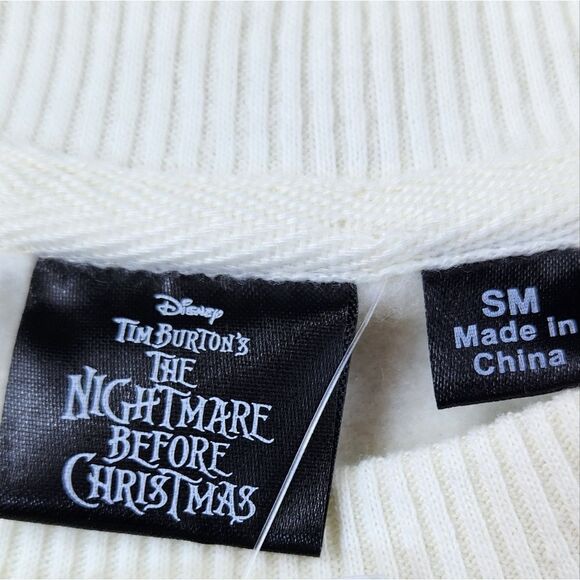 Disney
TIM BURTON'S
THE
NIGHTMARE
BEFORE
CHRISTMAS
SM
Made in
China